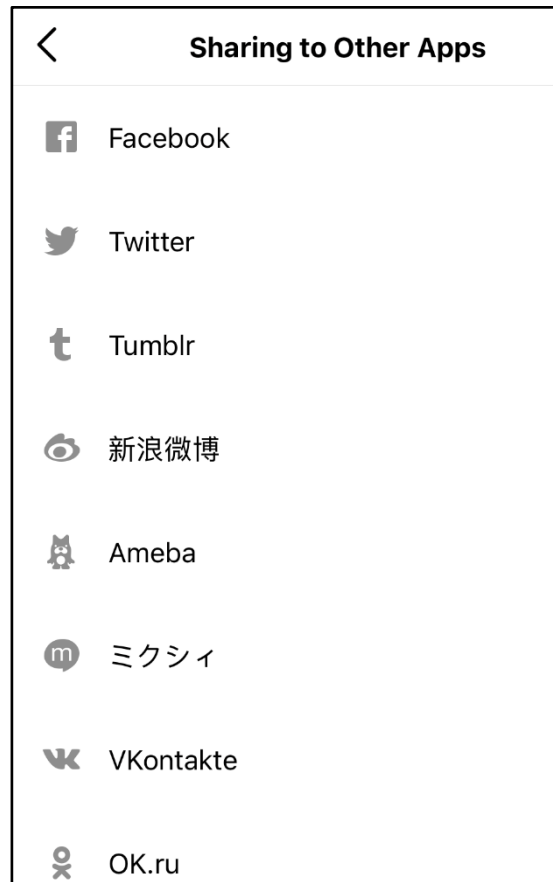 Sharing to Other Apps
Facebook
Twitter
Tumblr
新浪微博
Ameba
ミクシィ
VKontakte
OK.ru